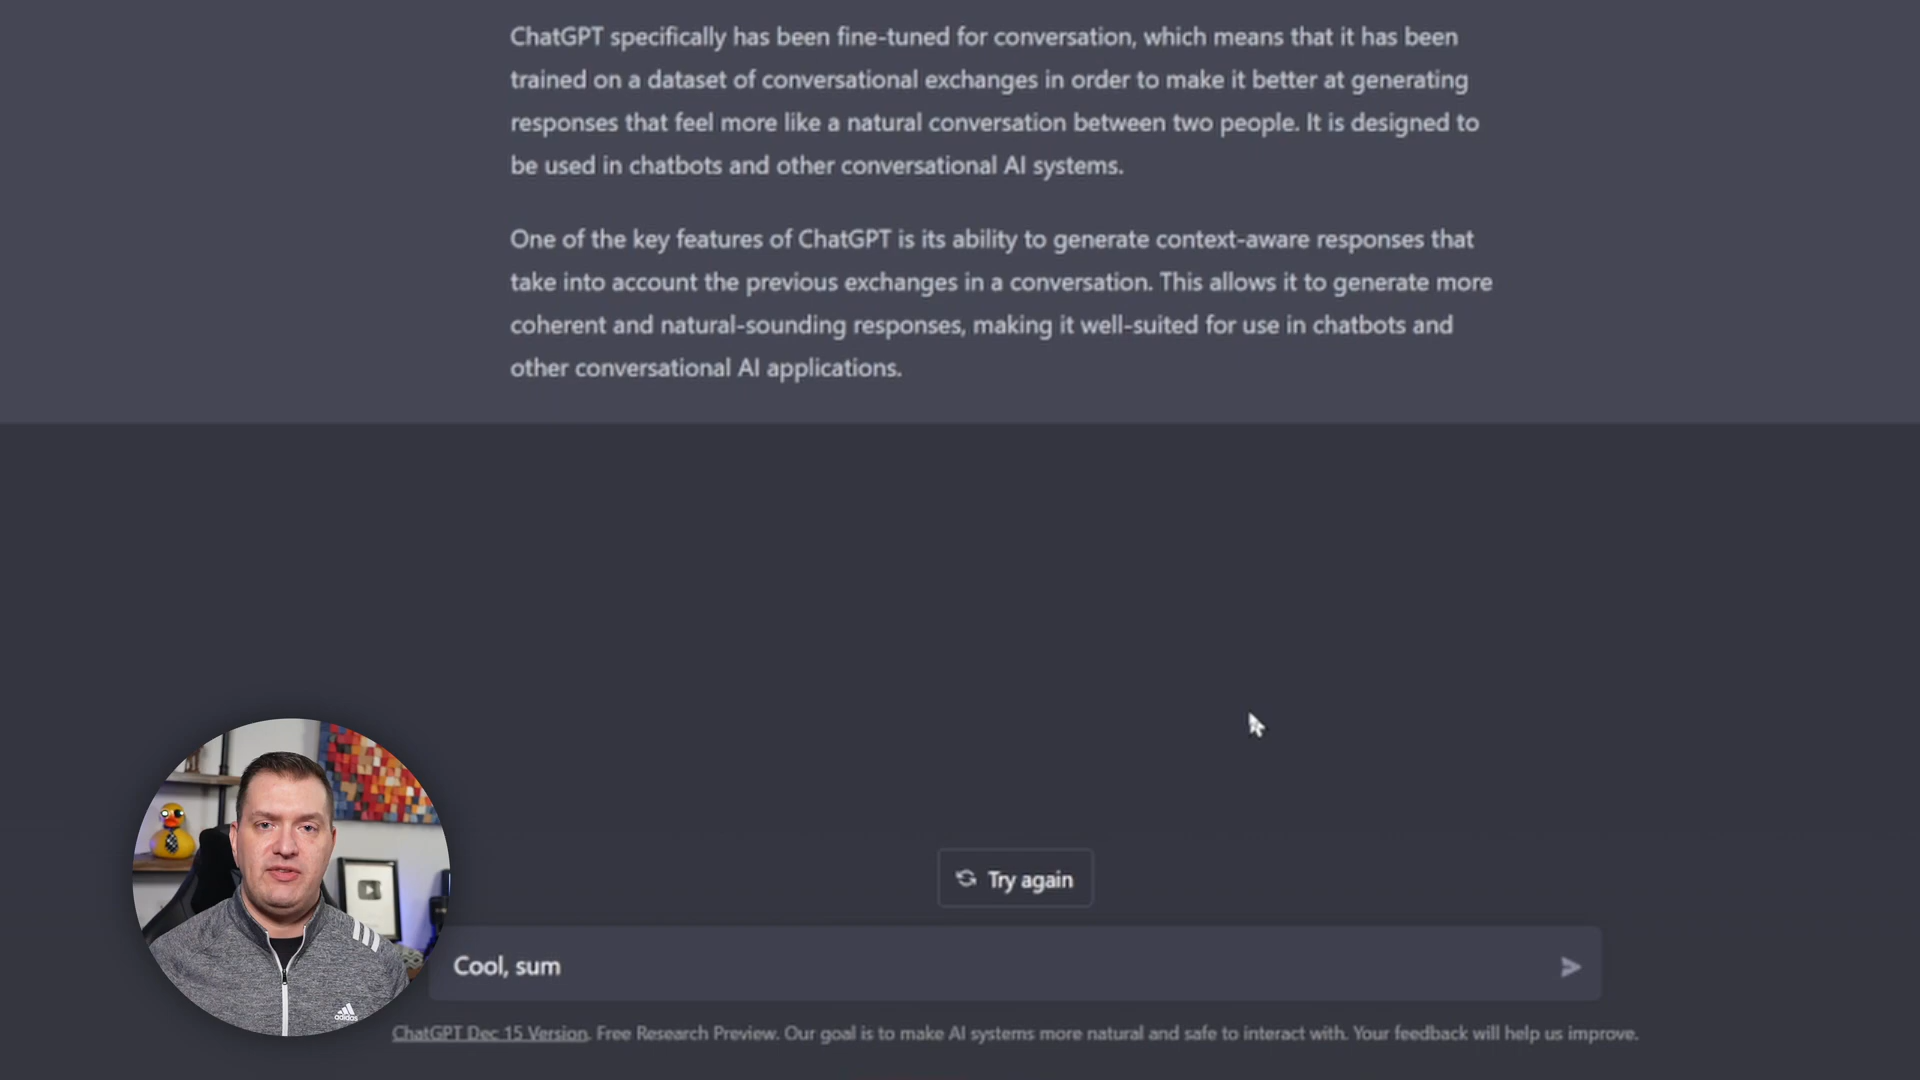 ChatGPT specifically has been fine-tuned for conversation, which means that it has been
trained on a dataset of conversational exchanges in order to make it better at generating
responses that feel more like a natural conversation between two people. It is designed to
be used in chatbots and other conversational AI systems.
One of the key features of ChatGPT is its ability to generate context-aware responses that
take into account the previous exchanges in a conversation. This allows it to generate more
coherent and natural-sounding responses, making it well-suited for use in chatbots and
other conversational AI applications.
Try again
Cool, sum
adidas
ChatGPT Dec 15 Version. Free Research Preview. Our goal is to make AI systems more natural and safe to interact with. Your feedback will help us improve.